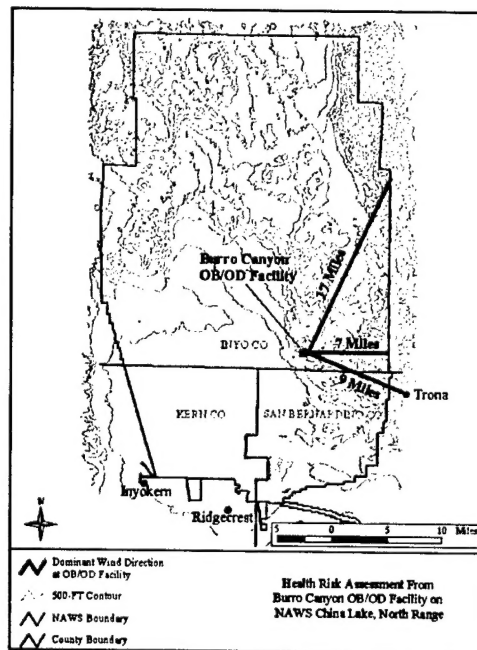 Burro Canyon
OB/OD Facility
17 Miles
INYO CO
7 Miles
9 Miles
Trona
KERN CO
SAN BERNARDINO CO
Inyokern
Ridgecrest
N
5 0 5 10 Miles
Dominant Wind Direction
at OB/OD Facility
500-FT Contour
NAWS Boundary
County Boundary
Health Risk Assessment From
Burro Canyon OB/OD Facility on
NAWS China Lake, North Range